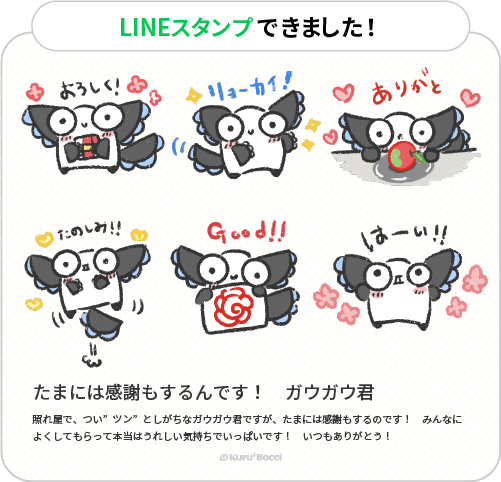 LINEスタンプ できました！
よろしく！
リョーカイ！
ありがと
たのしみ！！
Good!!
はーい！！
たまには感謝もするんです！　ガウガウ君
照れ屋で、つい”ツン”としがちなガウガウ君ですが、たまには感謝もするのです！　みんなに
よくしてもらって本当はうれしい気持ちでいっぱいです！　いつもありがとう！
Kuru*Bocci